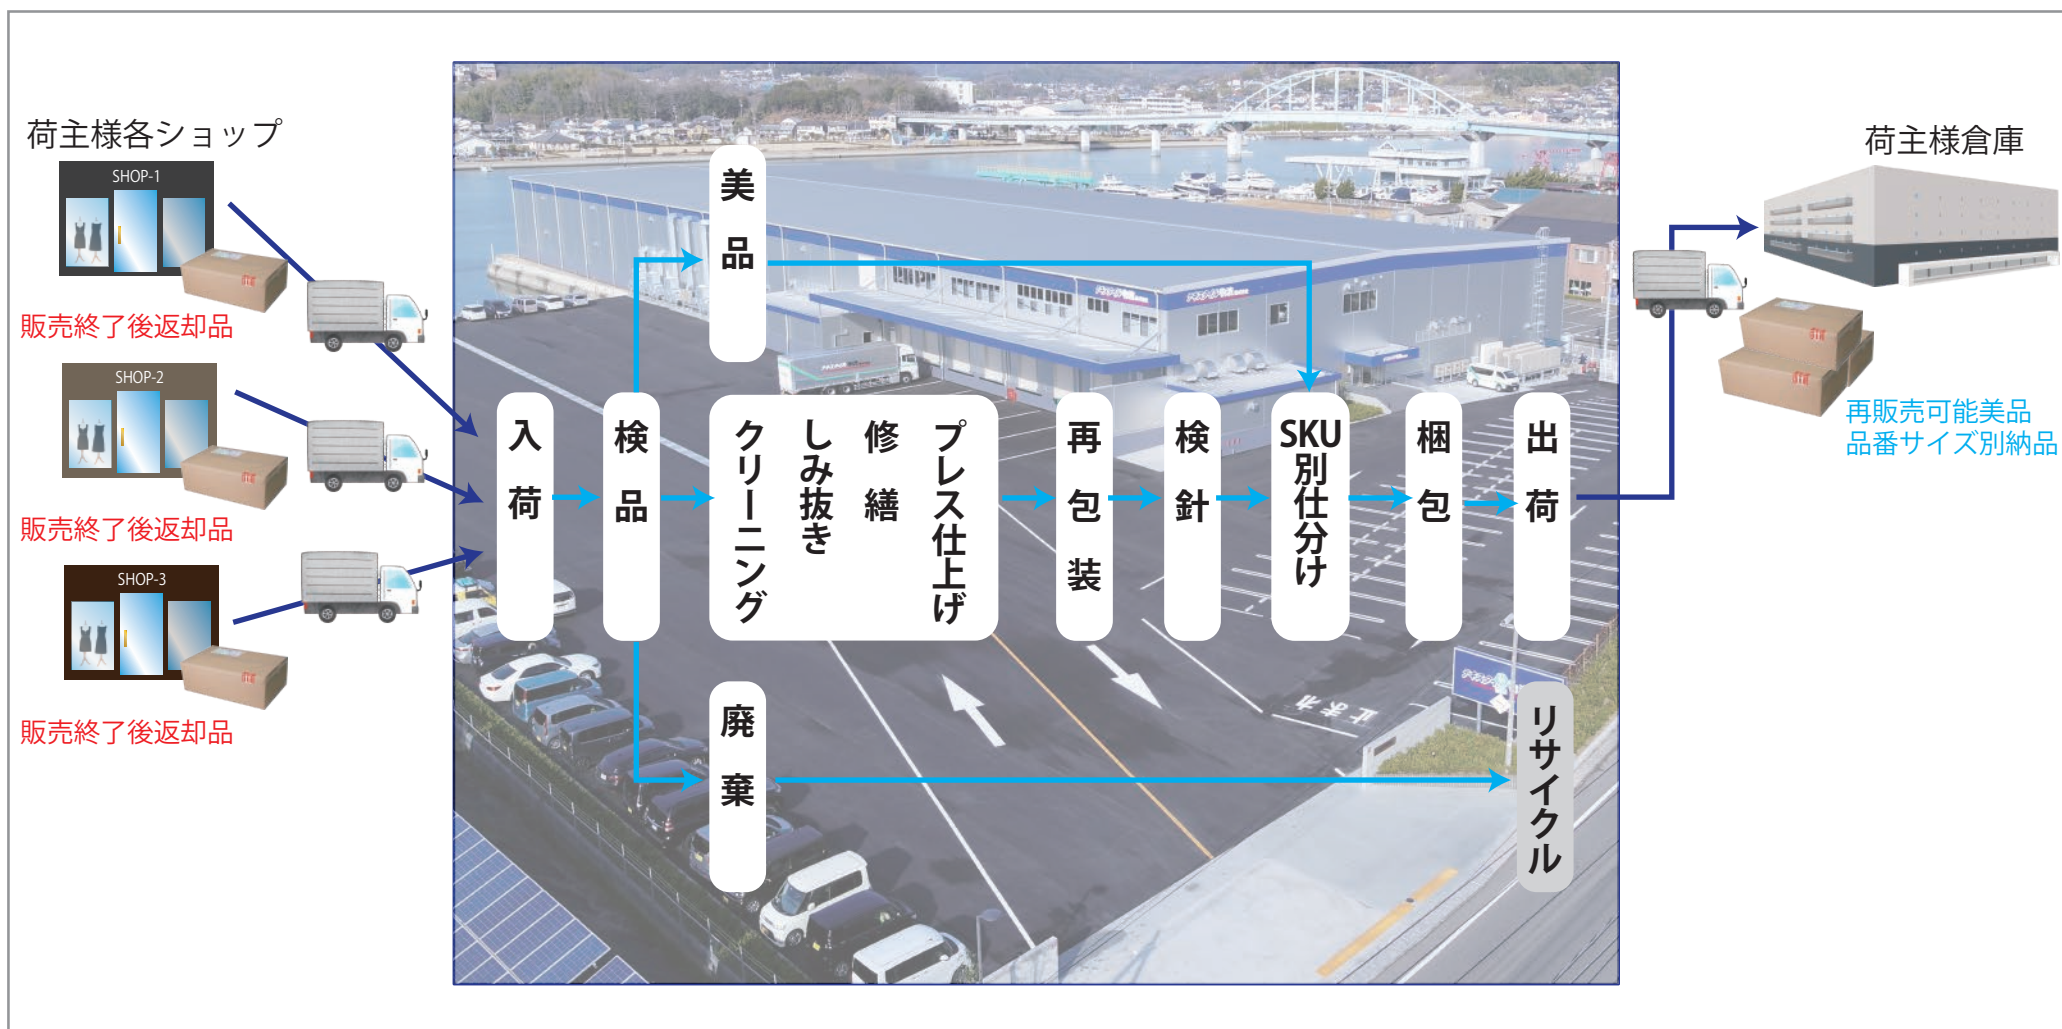 荷主様各ショップ
SHOP-1
販売終了後返却品
SHOP-2
販売終了後返却品
SHOP-3
販売終了後返却品
入荷
検品
美品
クリーニング
しみ抜き
修繕
プレス仕上げ
再包装
検針
SKU別仕分け
梱包
出荷
廃棄
リサイクル
止まれ
荷主様倉庫
再販売可能美品
品番サイズ別納品